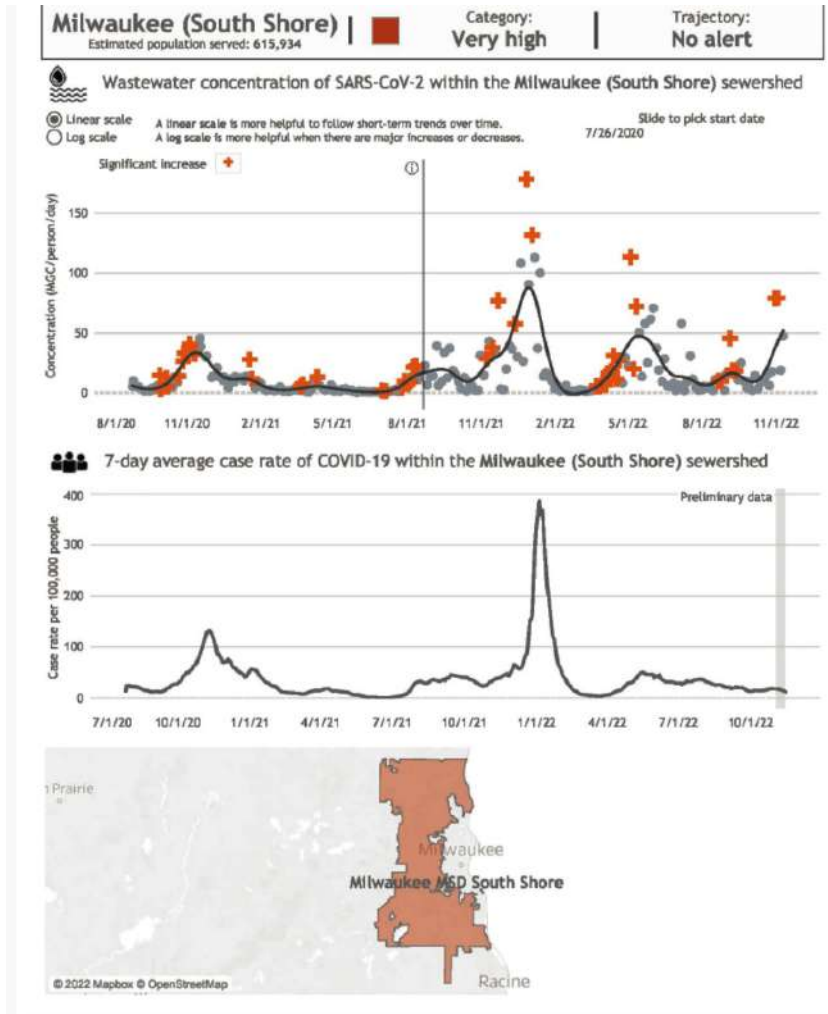 Milwaukee (South Shore)
Estimated population served: 615,934
Category:
Very high
Trajectory:
No alert
Wastewater concentration of SARS-CoV-2 within the Milwaukee (South Shore) sewershed
Linear scale
Log scale
A linear scale is more helpful to follow short-term trends over time.
A log scale is more helpful when there are major increases or decreases.
Slide to pick start date
7/26/2020
Significant increase
Concentration (MGC/person/day)
150
100
50
0
8/1/20 11/1/20 2/1/21 5/1/21 8/1/21 11/1/21 2/1/22 5/1/22 8/1/22 11/1/22
7-day average case rate of COVID-19 within the Milwaukee (South Shore) sewershed
Preliminary data
Case rate per 100,000 people
400
300
200
100
0
7/1/20 10/1/20 1/1/21 4/1/21 7/1/21 10/1/21 1/1/22 4/1/22 7/1/22 10/1/22
Prairie
Milwaukee
Milwaukee MSD South Shore
Racine
© 2022 Mapbox © OpenStreetMap